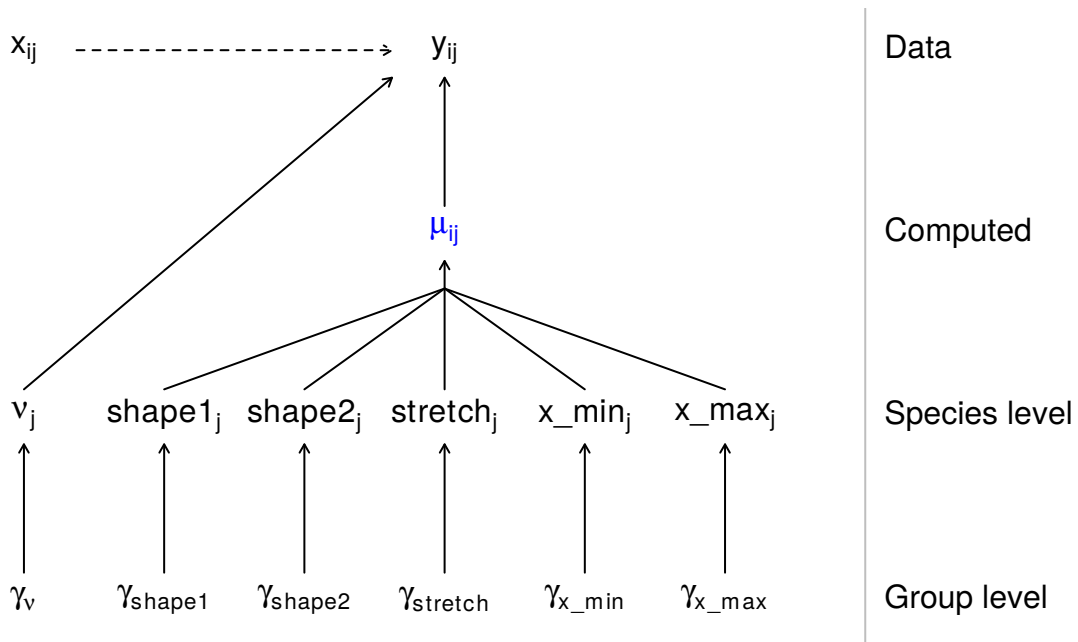 x_ij y_ij Data
μ_ij Computed
ν_j shape1_j shape2_j stretch_j x_min_j x_max_j Species level
γ_ν γ_shape1 γ_shape2 γ_stretch γ_x_min γ_x_max Group level